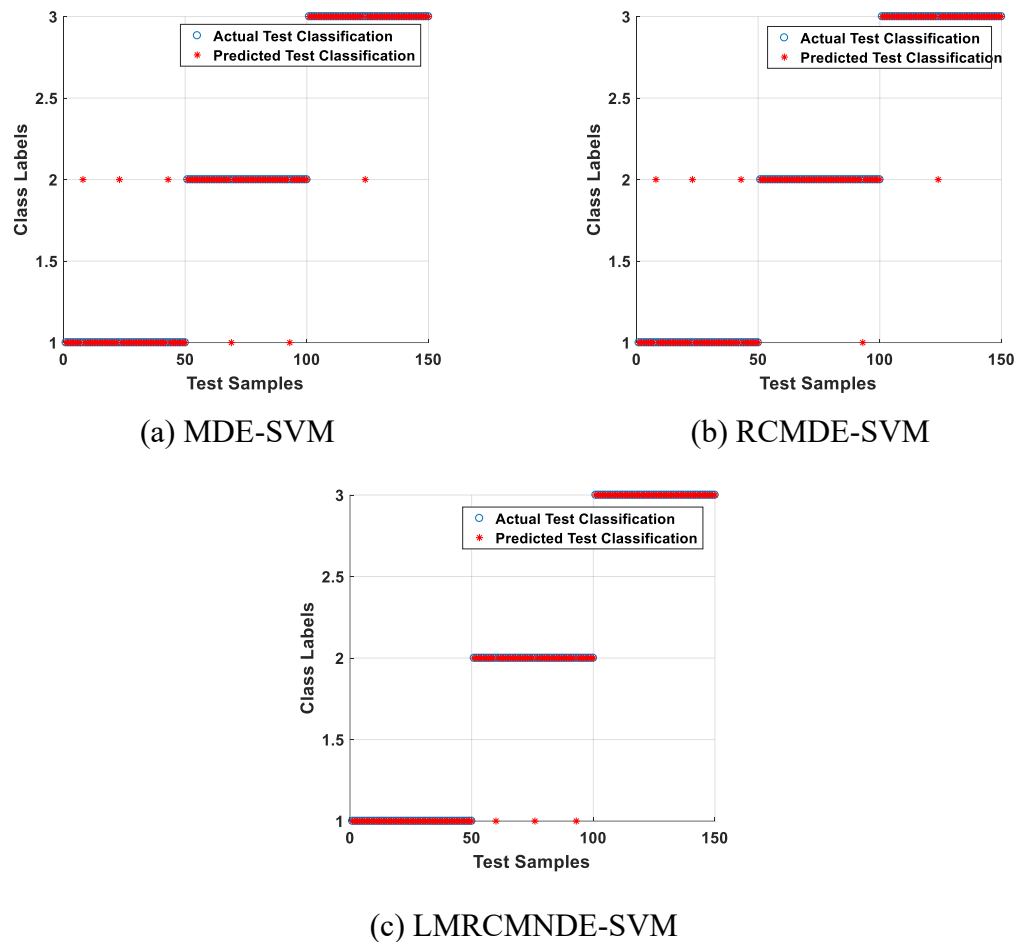 3
Actual Test Classification
Predicted Test Classification
2.5
Class Labels
2
1.5
1
0 50 100 150
Test Samples
(a) MDE-SVM
3
Actual Test Classification
Predicted Test Classification
2.5
Class Labels
2
1.5
1
0 50 100 150
Test Samples
(b) RCMDE-SVM
3
Actual Test Classification
Predicted Test Classification
2.5
Class Labels
2
1.5
1
0 50 100 150
Test Samples
(c) LMRCMNDE-SVM